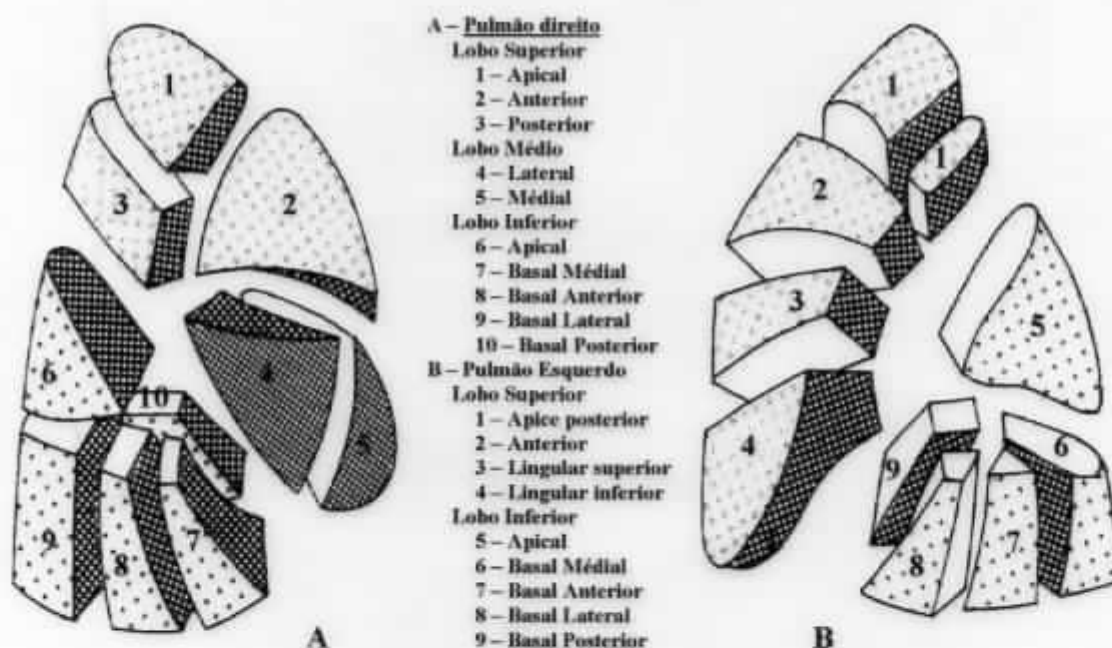 A – Pulmão direito
Lobo Superior
1 – Apical
2 – Anterior
3 – Posterior
Lobo Médio
4 – Lateral
5 – Médial
Lobo Inferior
6 – Apical
7 – Basal Médial
8 – Basal Anterior
9 – Basal Lateral
10 – Basal Posterior
B – Pulmão Esquerdo
Lobo Superior
1 – Apice posterior
2 – Anterior
3 – Lingular superior
4 – Lingular inferior
Lobo Inferior
5 – Apical
6 – Basal Médial
7 – Basal Anterior
8 – Basal Lateral
9 – Basal Posterior
1
3
2
6
4
10
5
9
8
7
A
1
1
2
3
5
4
9
6
8
7
B